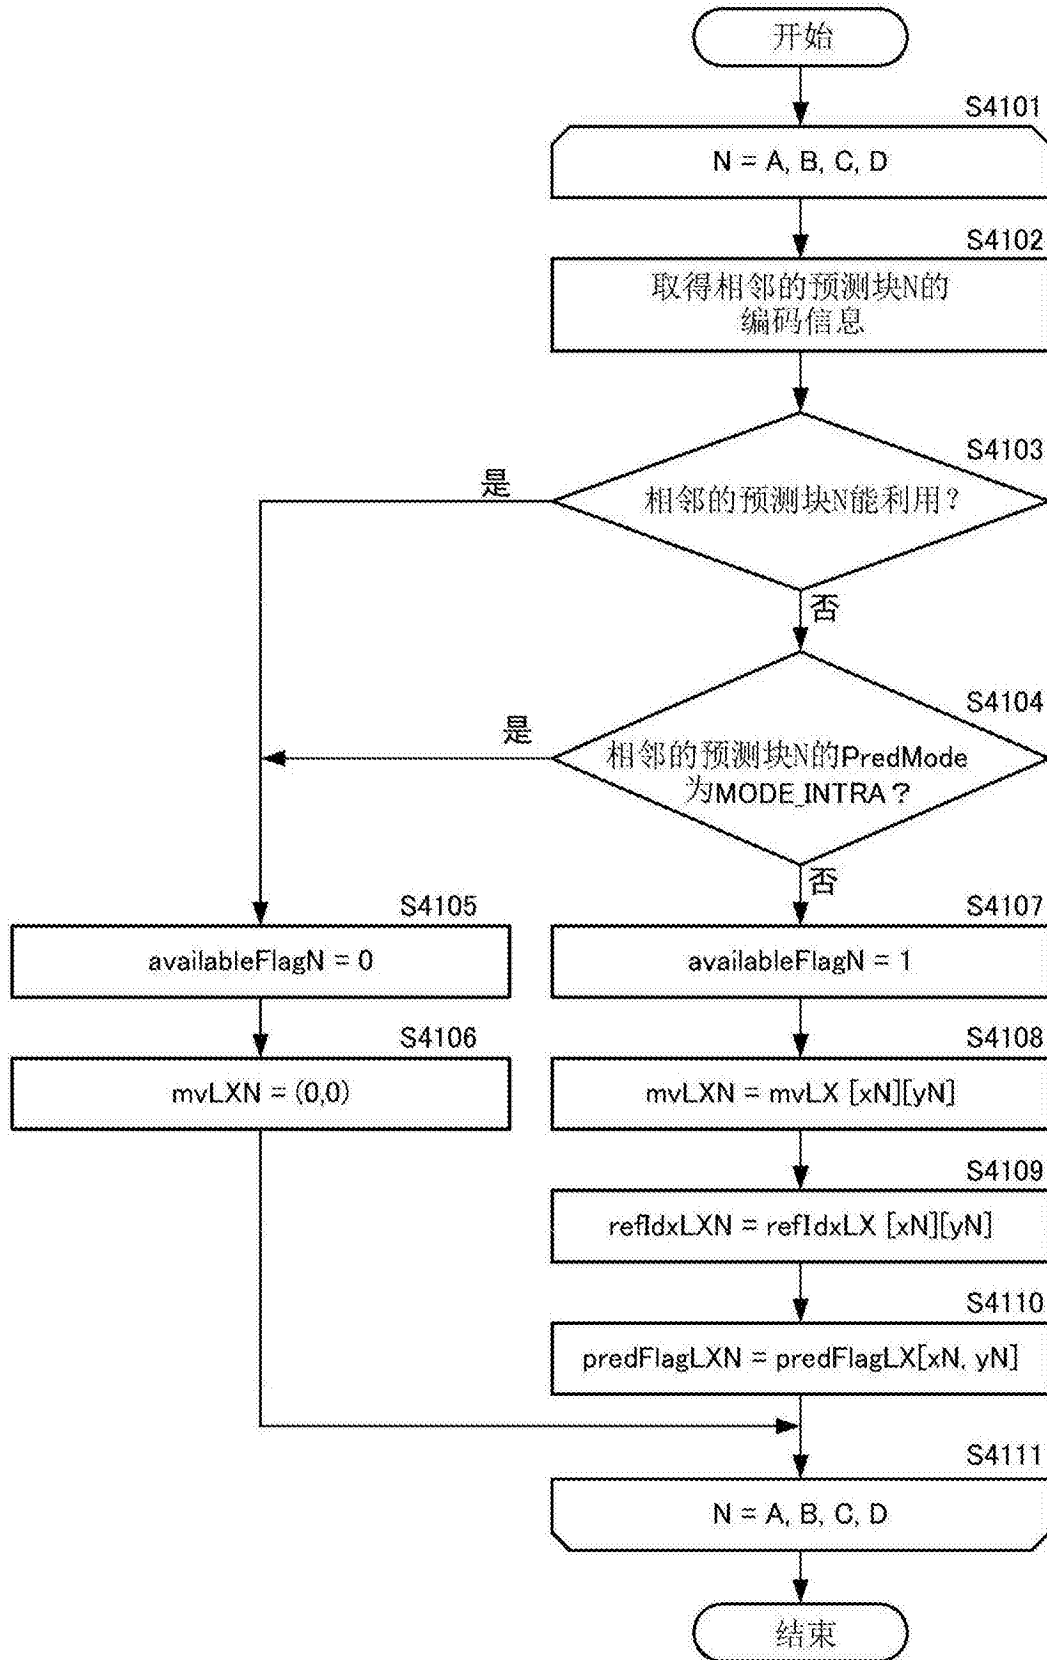 开始
S4101
N = A, B, C, D
S4102
取得相邻的预测块N的
编码信息
S4103
相邻的预测块N能利用?
是
否
S4104
相邻的预测块N的PredMode
为MODE_INTRA?
是
否
S4105
availableFlagN = 0
S4106
mvLXN = (0,0)
S4107
availableFlagN = 1
S4108
mvLXN = mvLX [xN][yN]
S4109
refIdxLXN = refIdxLX [xN][yN]
S4110
predFlagLXN = predFlagLX[xN, yN]
S4111
N = A, B, C, D
结束